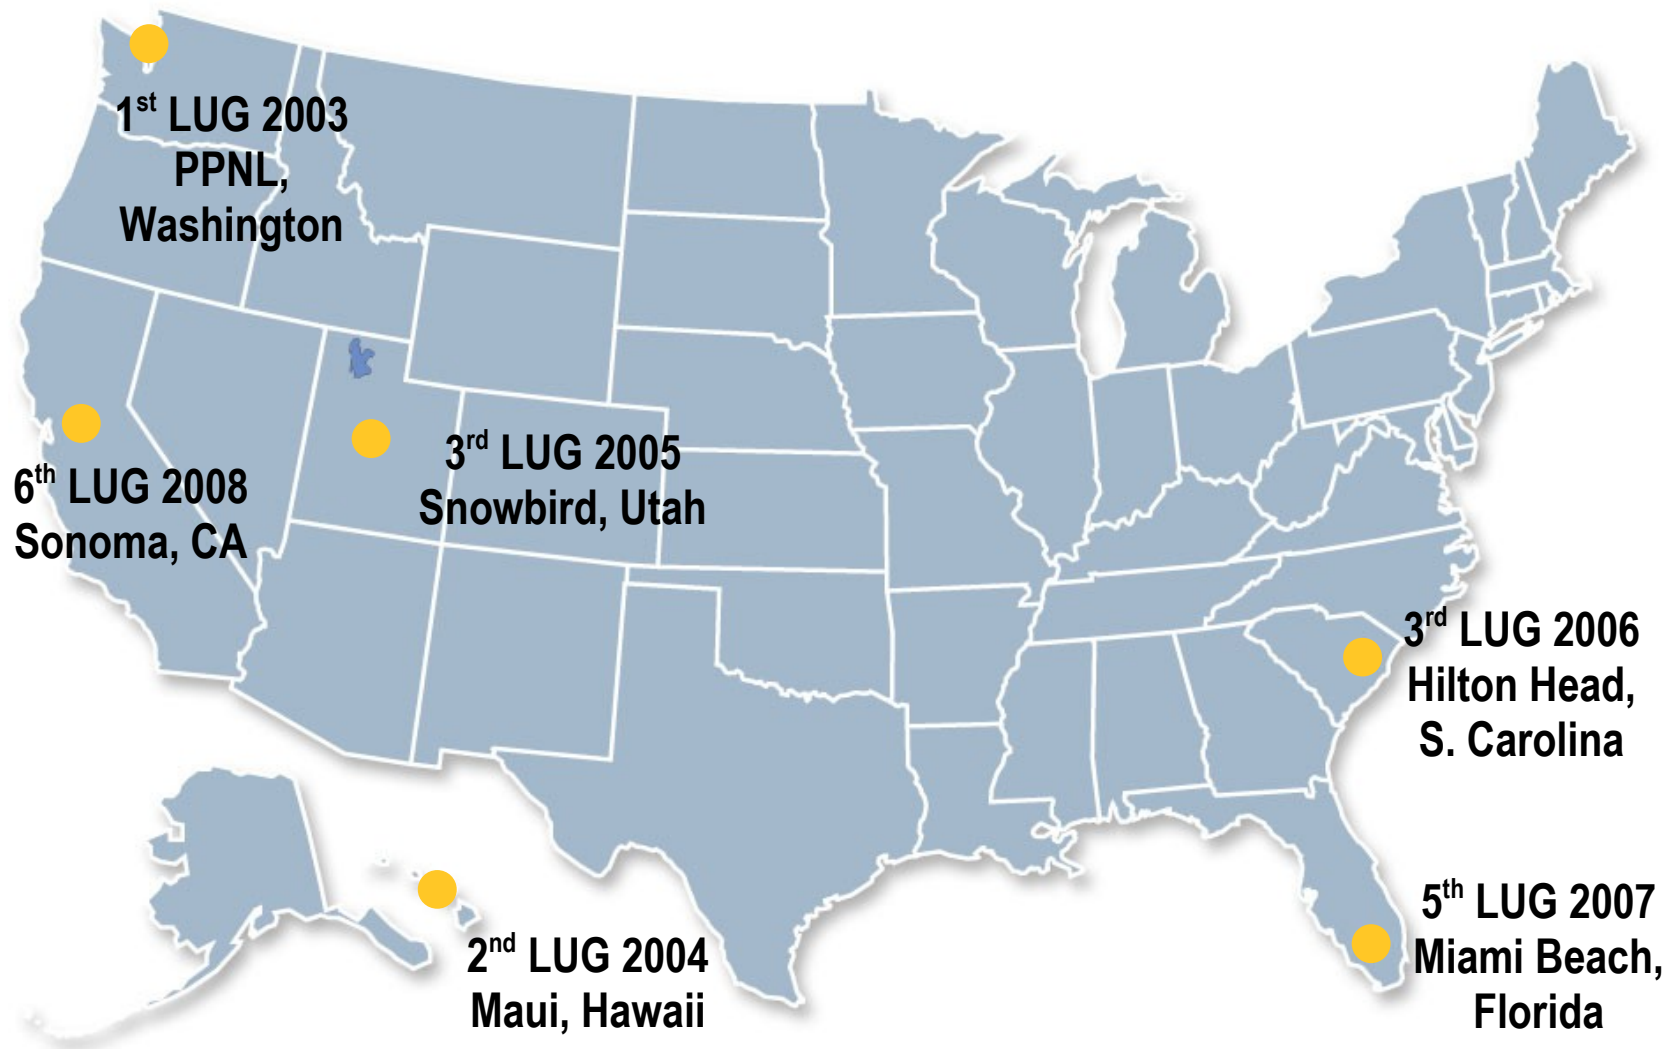 1st LUG 2003
PPNL,
Washington
3rd LUG 2005
Snowbird, Utah
6th LUG 2008
Sonoma, CA
3rd LUG 2006
Hilton Head,
S. Carolina
5th LUG 2007
Miami Beach,
Florida
2nd LUG 2004
Maui, Hawaii